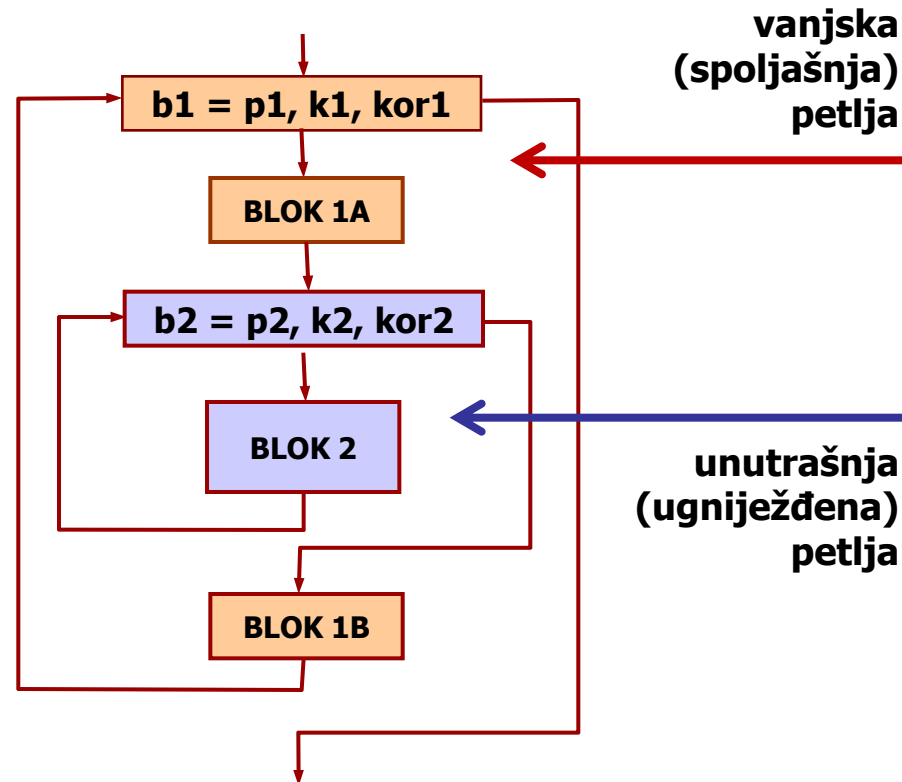 vanjska
(spoljašnja)
petlja
b1 = p1, k1, kor1
BLOK 1A
b2 = p2, k2, kor2
BLOK 2
unutrašnja
(ugniježđena)
petlja
BLOK 1B